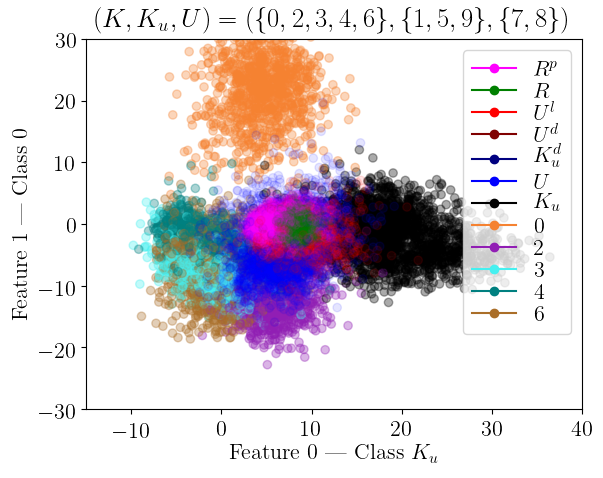 (K, K_u, U) = ({0, 2, 3, 4, 6}, {1, 5, 9}, {7, 8})
30
20
10
0
−10
−20
−30
Feature 1 — Class 0
R^p
R
U^l
U^d
K_u^d
U
K_u
0
2
3
4
6
−10
0
10
20
30
40
Feature 0 — Class K_u